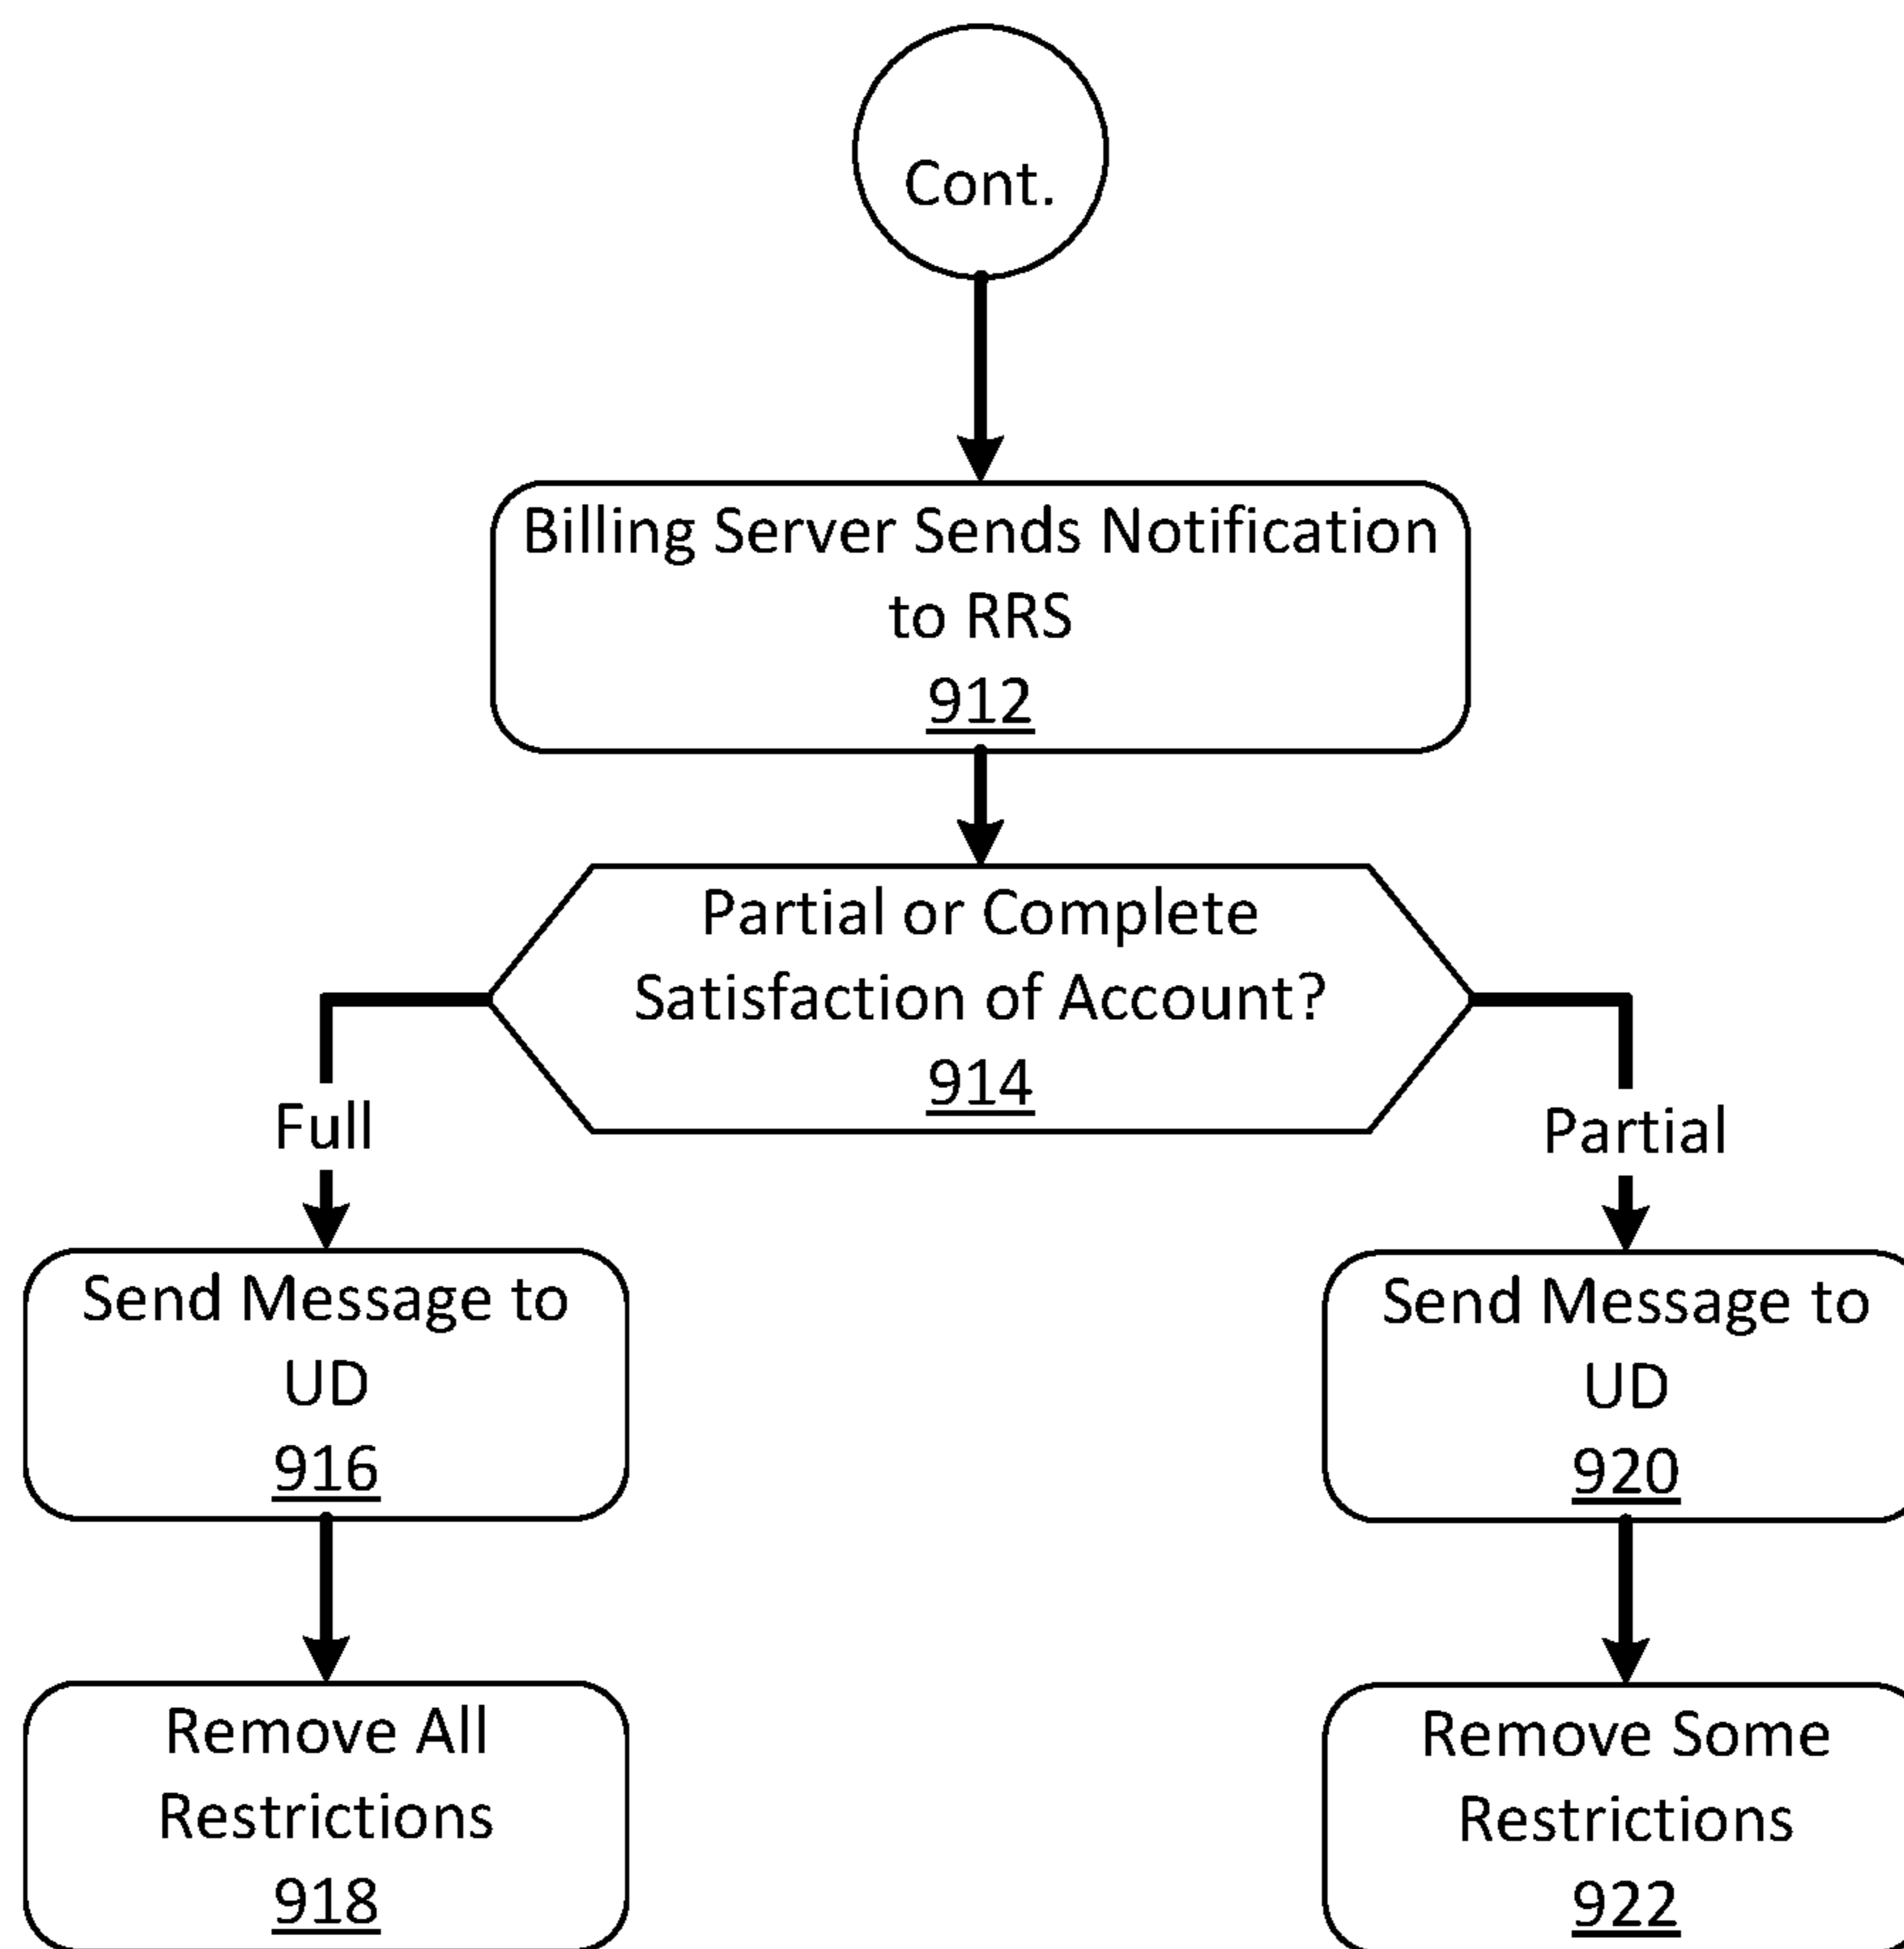 Cont.
Billing Server Sends Notification
to RRS
912
Partial or Complete
Satisfaction of Account?
914
Full
Partial
Send Message to
UD
916
Send Message to
UD
920
Remove All
Restrictions
918
Remove Some
Restrictions
922